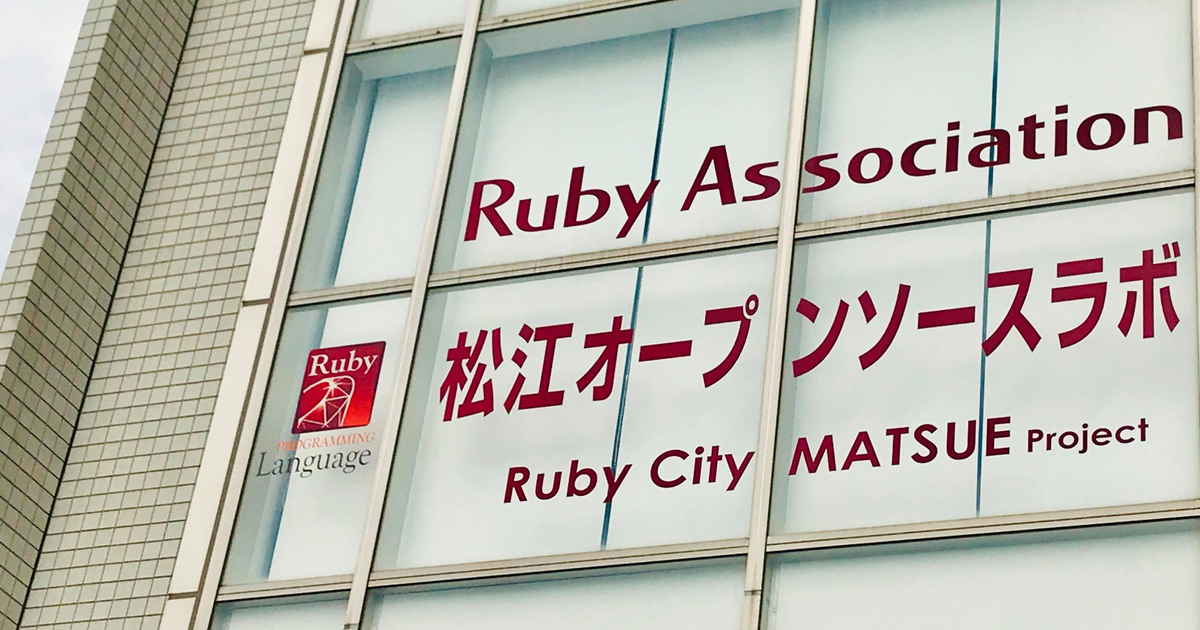 Ruby Association
松江オープンソースラボ
Ruby City MATSUE Project
Ruby
PROGRAMMING
Language